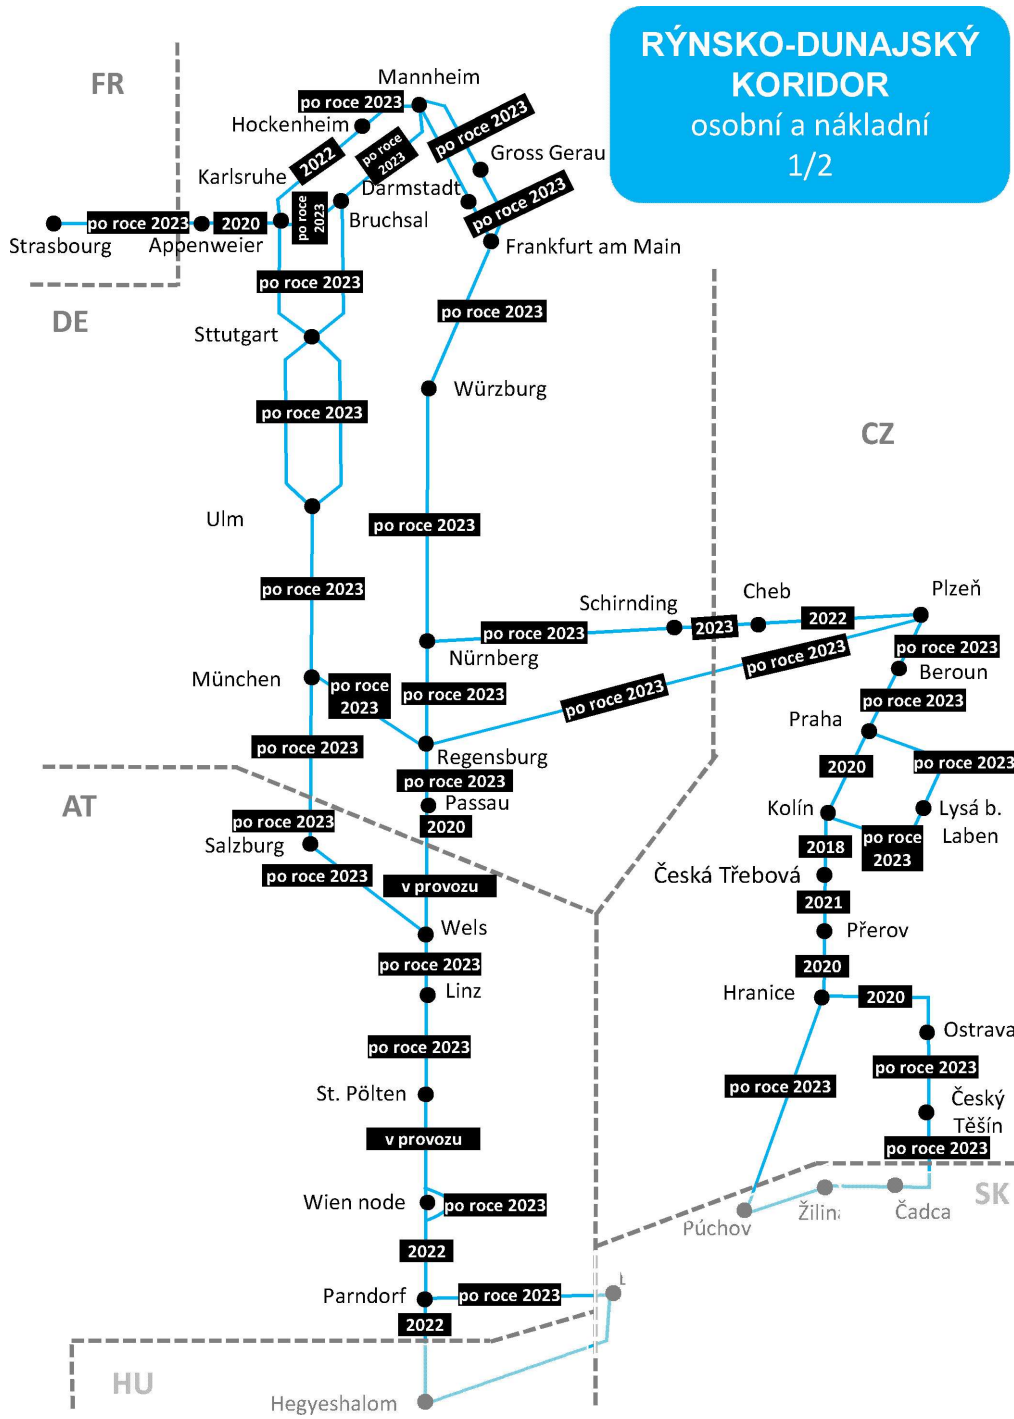 RÝNSKO-DUNAJSKÝ
KORIDOR
osobní a nákladní
1/2
FR
Mannheim
po roce 2023
po roce 2023
Hockenheim
2022
po roce
2023
Gross Gerau
Karlsruhe
Darmstadt
po roce 2023
po roce
2023
Bruchsal
po roce 2023
2020
Strasbourg
Appenweier
Frankfurt am Main
po roce 2023
po roce 2023
DE
Sttutgart
Würzburg
po roce 2023
CZ
Ulm
po roce 2023
po roce 2023
Schirnding
Cheb
Plzeň
2022
2023
po roce 2023
po roce 2023
Nürnberg
po roce 2023
Beroun
München
po roce
2023
po roce 2023
po roce 2023
po roce 2023
Praha
po roce 2023
Regensburg
po roce 2023
2020
po roce 2023
AT
Passau
Kolín
Lysá b.
Laben
po roce 2023
2020
Salzburg
2018
po roce
2023
po roce 2023
v provozu
Česká Třebová
2021
Wels
Přerov
po roce 2023
2020
Linz
Hranice
2020
Ostrava
po roce 2023
po roce 2023
po roce 2023
St. Pölten
Český
Těšín
v provozu
po roce 2023
SK
Wien node
po roce 2023
Púchov
Čadca
2022
Parndorf
po roce 2023
2022
HU
Hegyeshalom